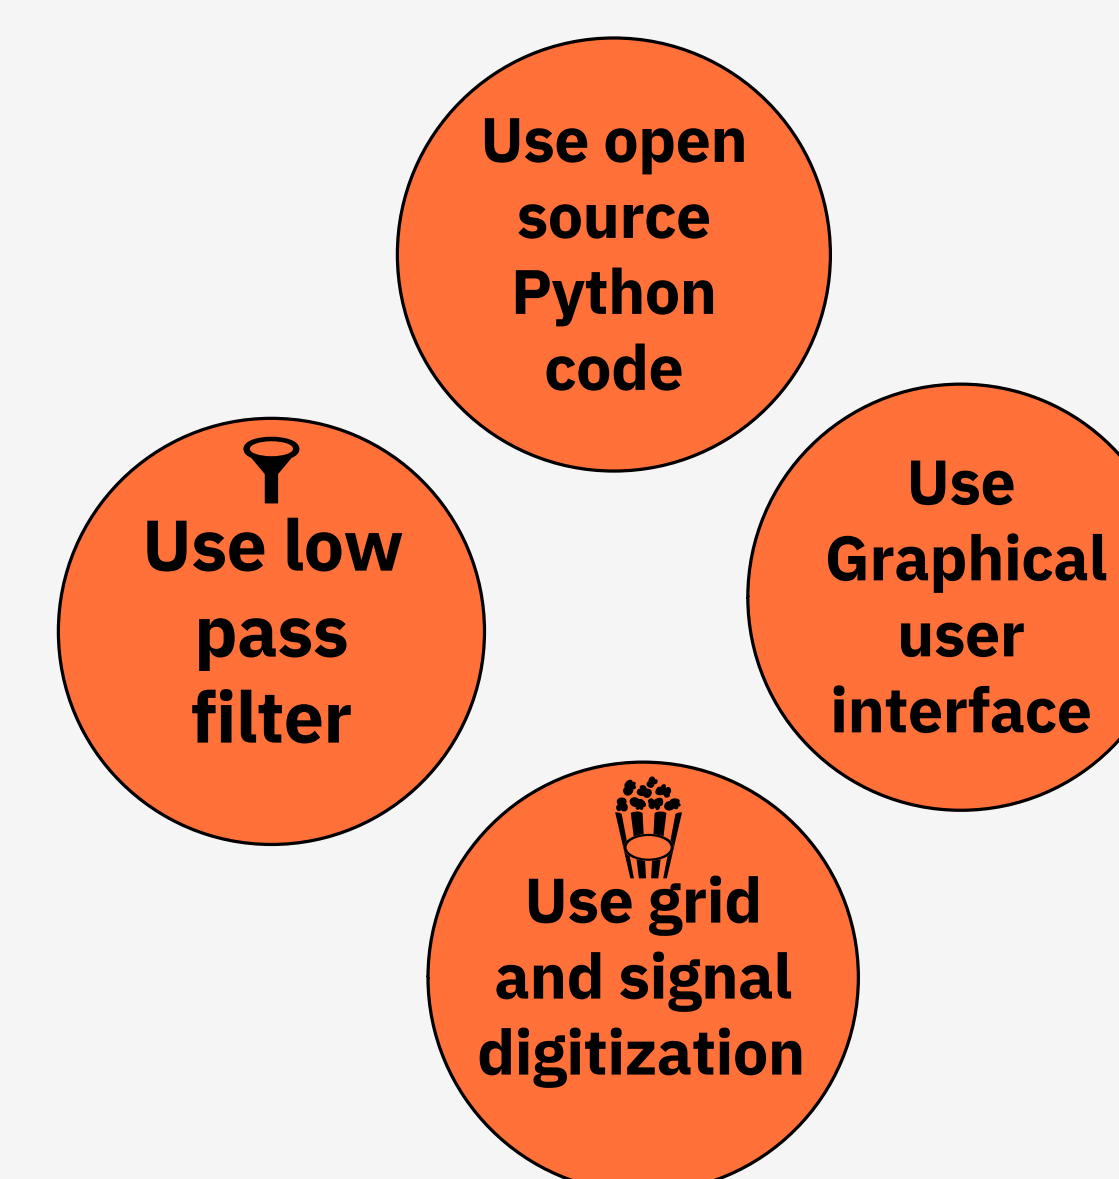 Use open
source
Python
code
Use low
pass
filter
Use
Graphical
user
interface
Use grid
and signal
digitization